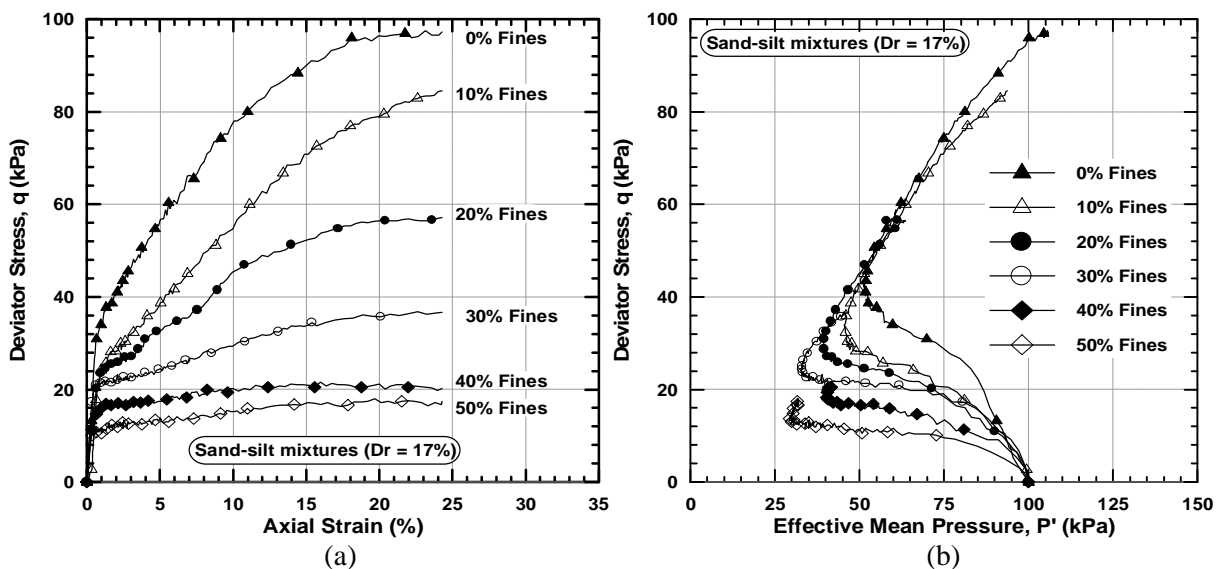 100
80
60
40
20
0
Deviator Stress, q (kPa)
0% Fines
10% Fines
20% Fines
30% Fines
40% Fines
50% Fines
Sand-silt mixtures (Dr = 17%)
0 5 10 15 20 25 30 35
Axial Strain (%)
(a)
100
80
60
40
20
0
Deviator Stress, q (kPa)
Sand-silt mixtures (Dr = 17%)
0% Fines
10% Fines
20% Fines
30% Fines
40% Fines
50% Fines
0 25 50 75 100 150
Effective Mean Pressure, P' (kPa)
(b)